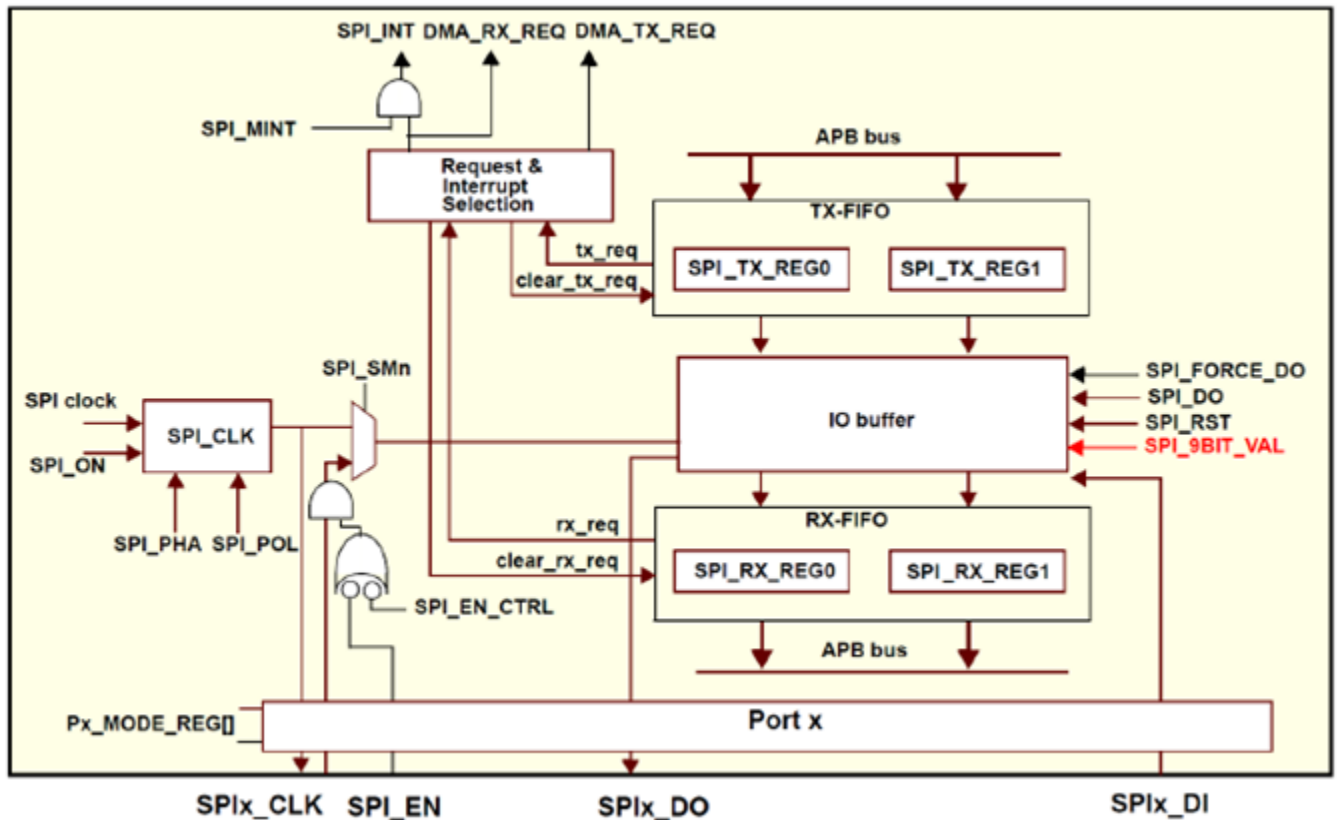 SPI_INT DMA_RX_REQ DMA_TX_REQ
SPI_MINT
APB bus
Request &
Interrupt
Selection
TX-FIFO
tx_req
SPI_TX_REG0 SPI_TX_REG1
clear_tx_req
SPI_SMn
SPI_FORCE_DO
SPI clock
SPI_DO
SPI_CLK
IO buffer
SPI_RST
SPI_ON
SPI_9BIT_VAL
SPI_PHA SPI_POL
rx_req
RX-FIFO
clear_rx_req
SPI_RX_REG0 SPI_RX_REG1
SPI_EN_CTRL
APB bus
Px_MODE_REG[]
Port x
SPIx_CLK SPI_EN SPIx_DO SPIx_DI